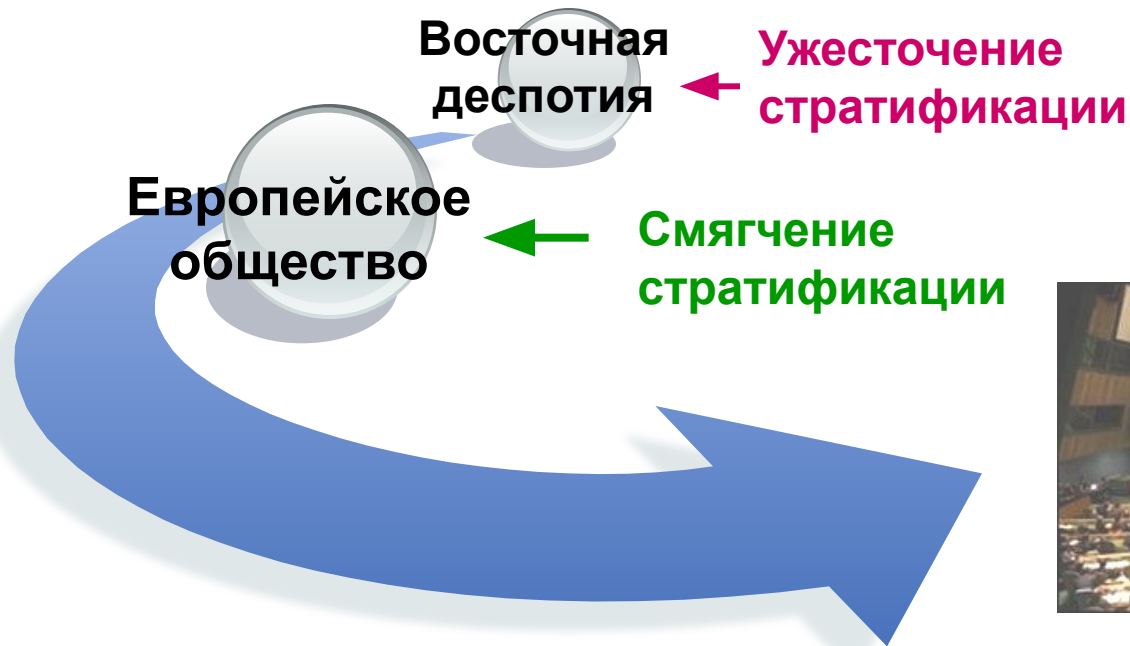 Восточная
деспотия
Ужесточение
стратификации
Европейское
общество
Смягчение
стратификации